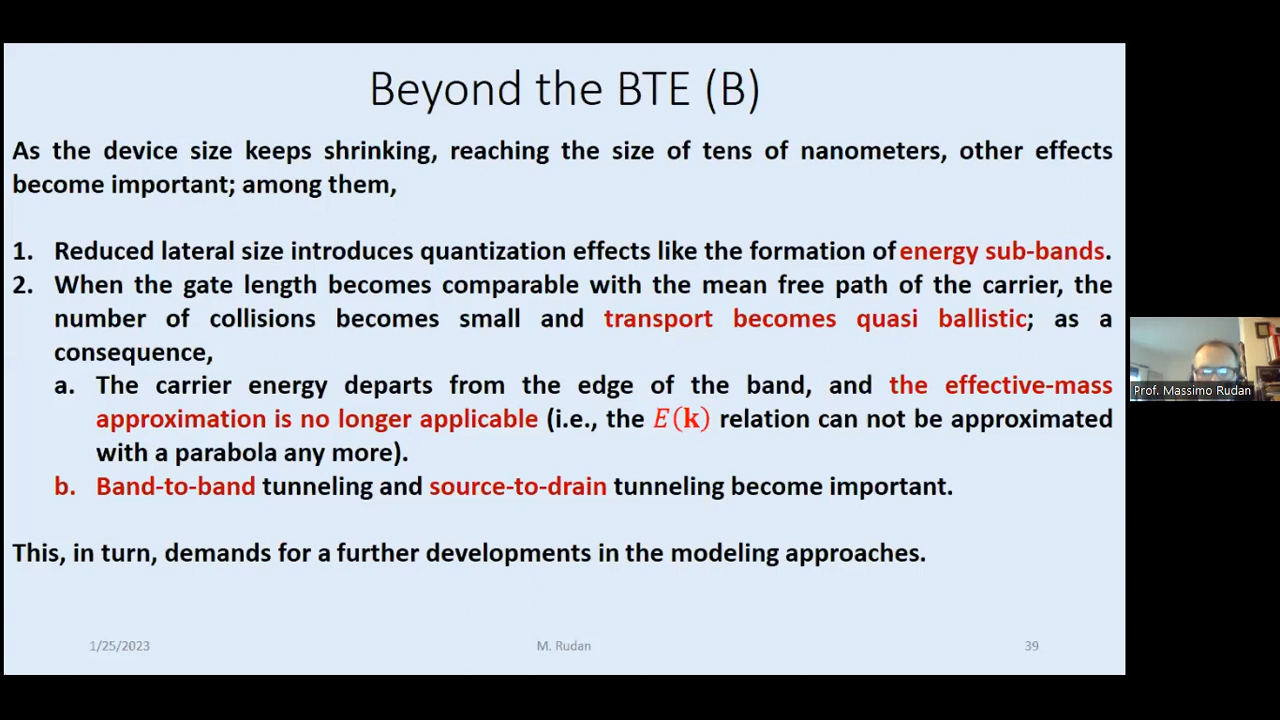 Beyond the BTE (B)
As the device size keeps shrinking, reaching the size of tens of nanometers, other effects
become important; among them,
1. Reduced lateral size introduces quantization effects like the formation of energy sub-bands.
2. When the gate length becomes comparable with the mean free path of the carrier, the
number of collisions becomes small and transport becomes quasi ballistic; as a
consequence,
a. The carrier energy departs from the edge of the band, and the effective-mass
approximation is no longer applicable (i.e., the E(k) relation can not be approximated
with a parabola any more).
b. Band-to-band tunneling and source-to-drain tunneling become important.
This, in turn, demands for a further developments in the modeling approaches.
1/25/2023
M. Rudan
39
Prof. Massimo Rudan